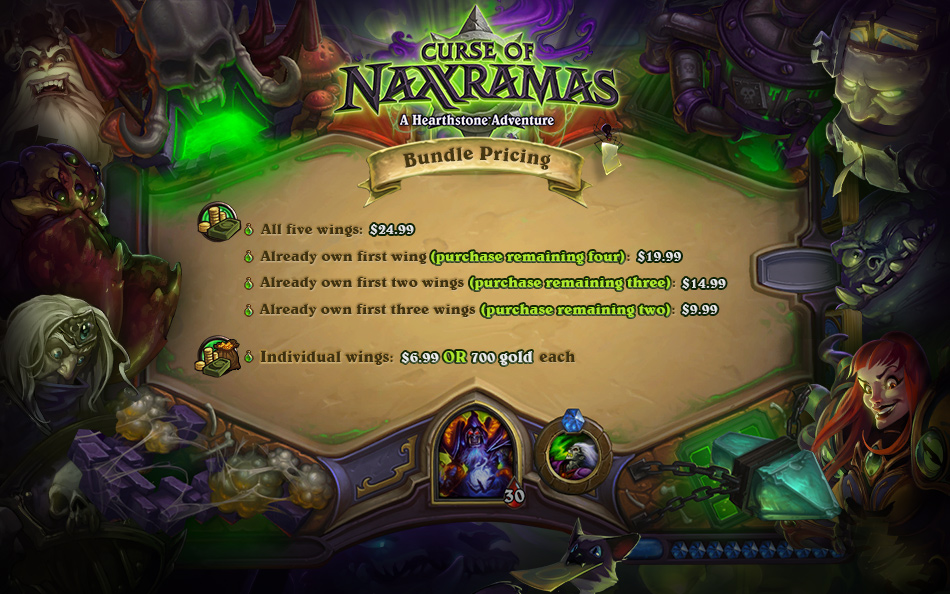 CURSE OF
NAXXRAMAS
A Hearthstone Adventure
Bundle Pricing
All five wings: $24.99
Already own first wing (purchase remaining four): $19.99
Already own first two wings (purchase remaining three): $14.99
Already own first three wings (purchase remaining two): $9.99
Individual wings: $6.99 OR 700 gold each
30